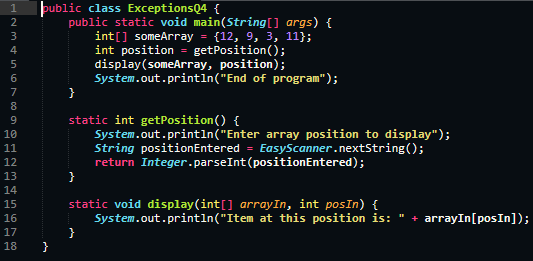 1 public class ExceptionsQ4 {
2     public static void main(String[] args) {
3         int[] someArray = {12, 9, 3, 11};
4         int position = getPosition();
5         display(someArray, position);
6         System.out.println("End of program");
7     }
8
9     static int getPosition() {
10         System.out.println("Enter array position to display");
11         String positionEntered = EasyScanner.nextString();
12         return Integer.parseInt(positionEntered);
13     }
14
15     static void display(int[] arrayIn, int posIn) {
16         System.out.println("Item at this position is: " + arrayIn[posIn]);
17     }
18 }